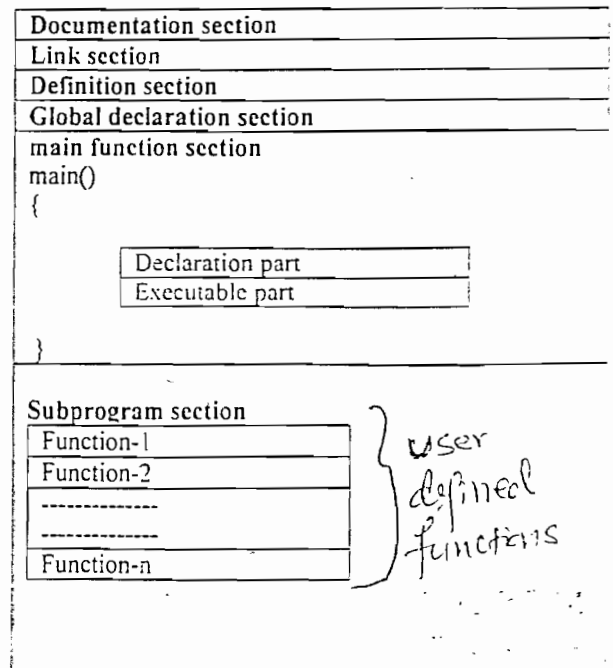 Documentation section
Link section
Definition section
Global declaration section
main function section
main()
{
Declaration part
Executable part
}
Subprogram section
Function-1
Function-2
--------------
--------------
Function-n
user
defined
functions